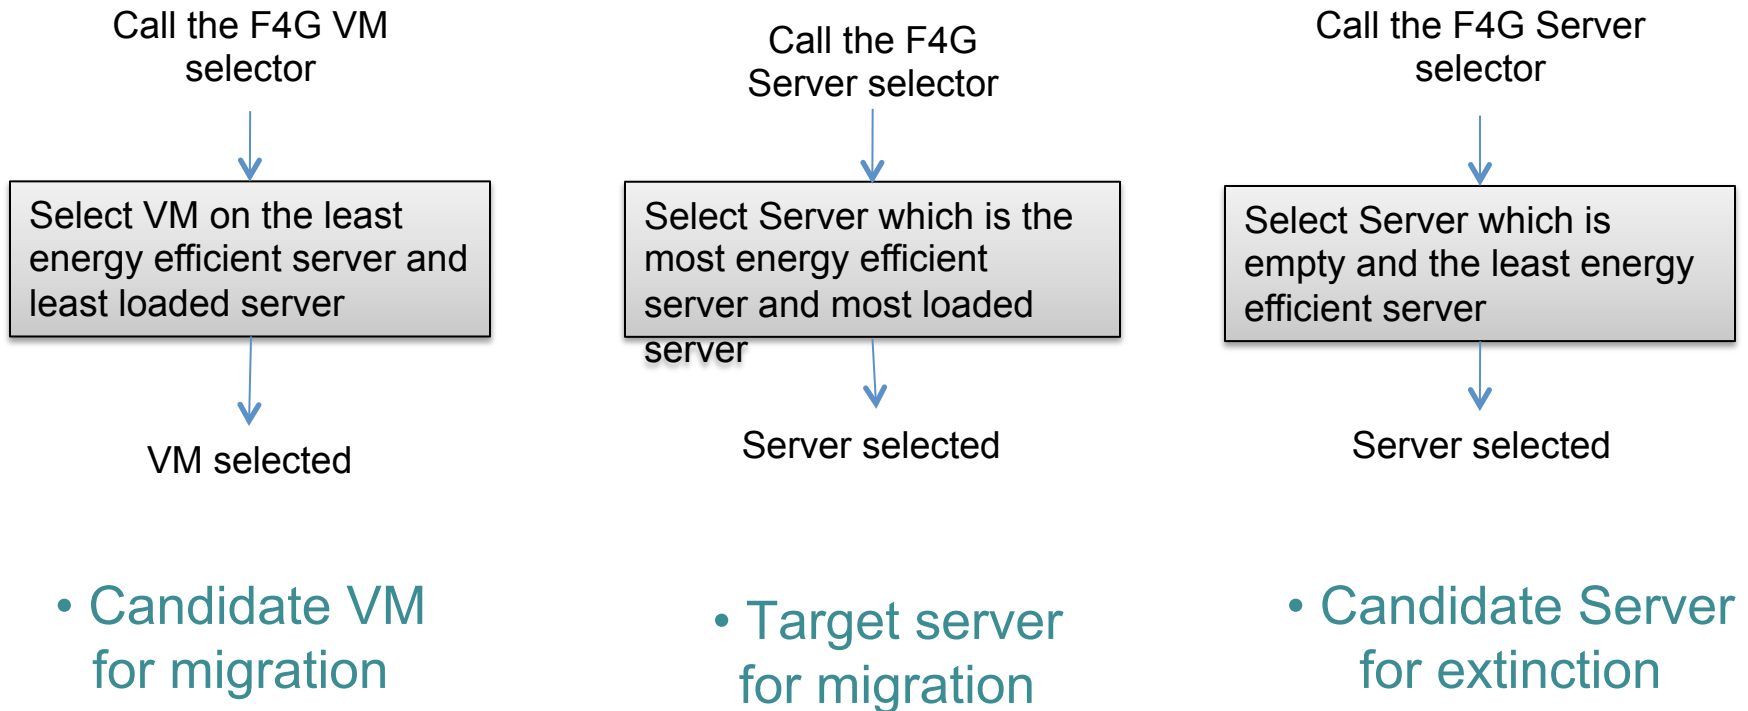 Call the F4G VM
selector
Select VM on the least
energy efficient server and
least loaded server
VM selected
• Candidate VM
for migration
Call the F4G
Server selector
Select Server which is the
most energy efficient
server and most loaded
server
Server selected
• Target server
for migration
Call the F4G Server
selector
Select Server which is
empty and the least energy
efficient server
Server selected
• Candidate Server
for extinction